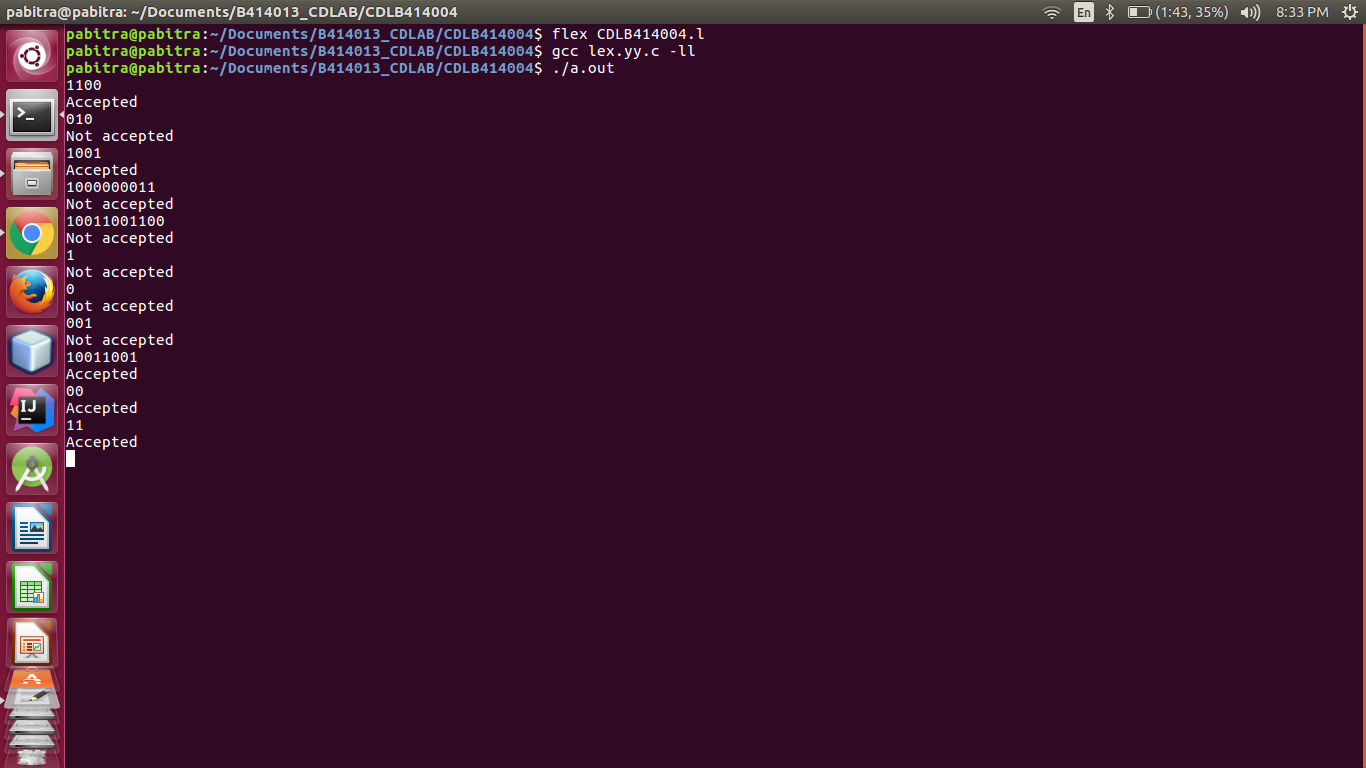 pabitra@pabitra: ~/Documents/B414013_CDLAB/CDLB414004
En
(1:43, 35%)
8:33 PM
pabitra@pabitra:~/Documents/B414013_CDLAB/CDLB414004$ flex CDLB414004.l
pabitra@pabitra:~/Documents/B414013_CDLAB/CDLB414004$ gcc lex.yy.c -ll
pabitra@pabitra:~/Documents/B414013_CDLAB/CDLB414004$ ./a.out
1100
Accepted
010
Not accepted
1001
Accepted
1000000011
Not accepted
10011001100
Not accepted
1
Not accepted
0
Not accepted
001
Not accepted
10011001
Accepted
00
Accepted
11
Accepted
IJ